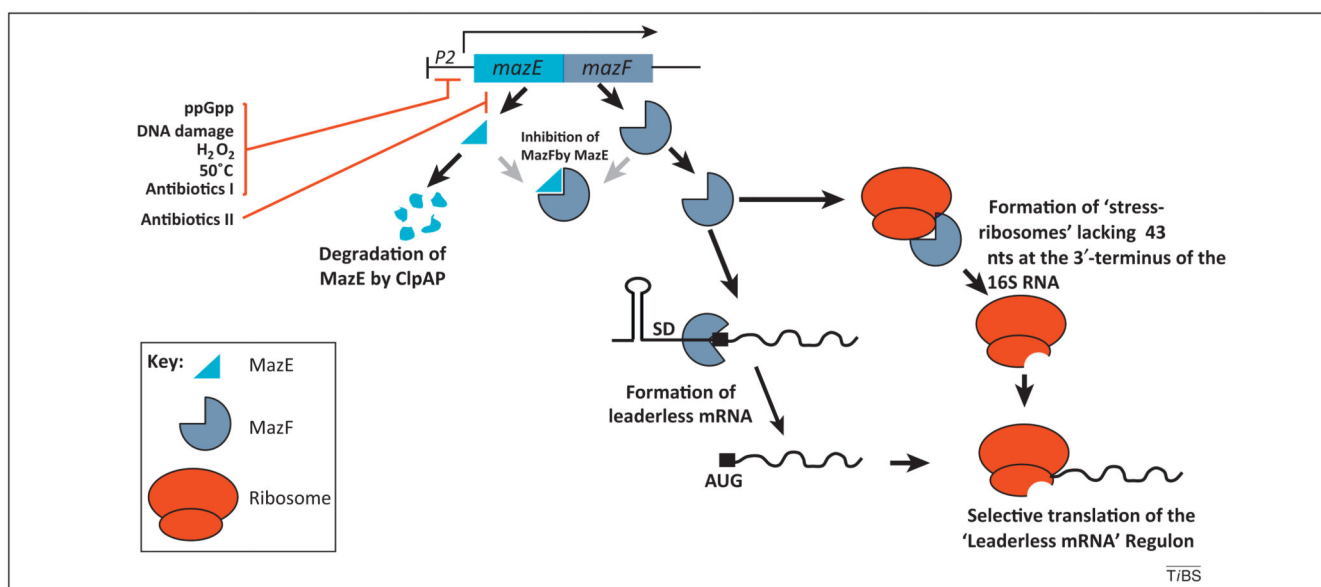 P2
mazE
mazF
ppGpp
DNA damage
H2O2
50˚C
Antibiotics I
Antibiotics II
Inhibition of
MazFby MazE
Degradation of
MazE by ClpAP
Formation of ‘stress-
ribosomes’ lacking 43
nts at the 3′-terminus of the
16S RNA
SD
Formation of
leaderless mRNA
AUG
Selective translation of the
‘Leaderless mRNA’ Regulon
Key:
MazE
MazF
Ribosome
TiBS